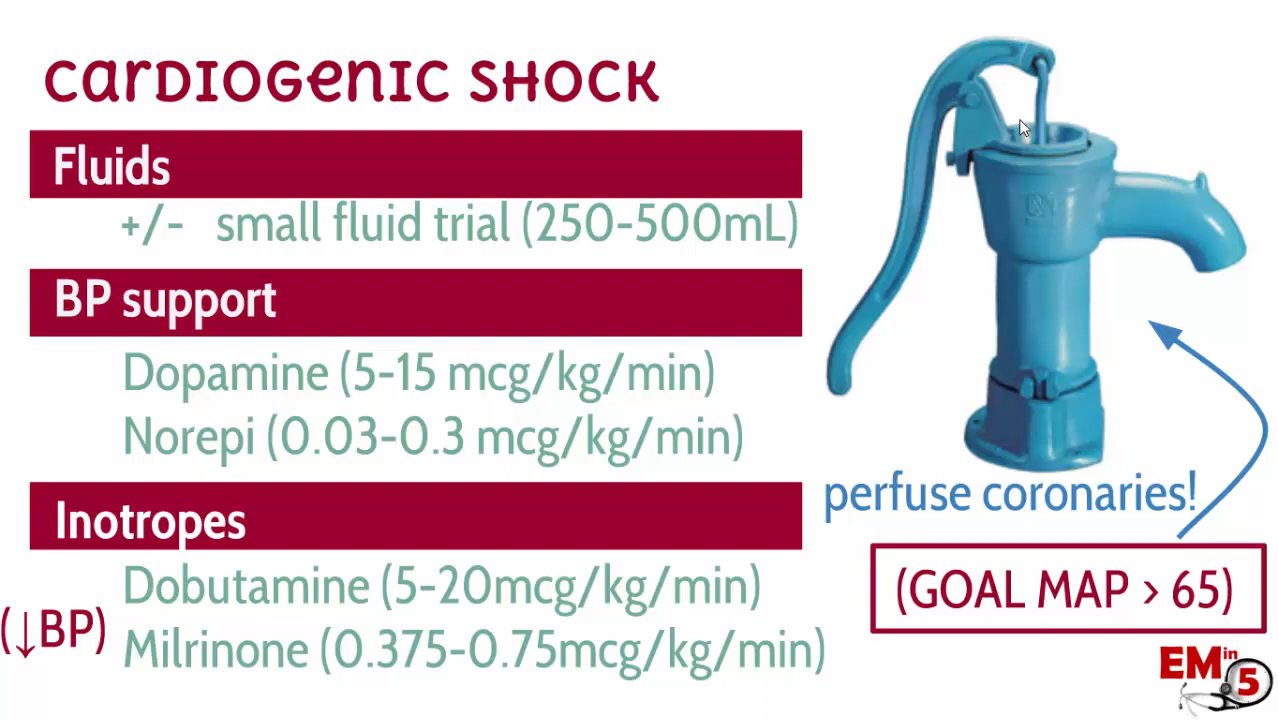 Cardiogenic Shock
Fluids
+/- small fluid trial (250-500mL)
BP support
Dopamine (5-15 mcg/kg/min)
Norepi (0.03-0.3 mcg/kg/min)
Inotropes
Dobutamine (5-20mcg/kg/min)
(↓BP)
Milrinone (0.375-0.75mcg/kg/min)
perfuse coronaries!
(GOAL MAP > 65)
EM in 5